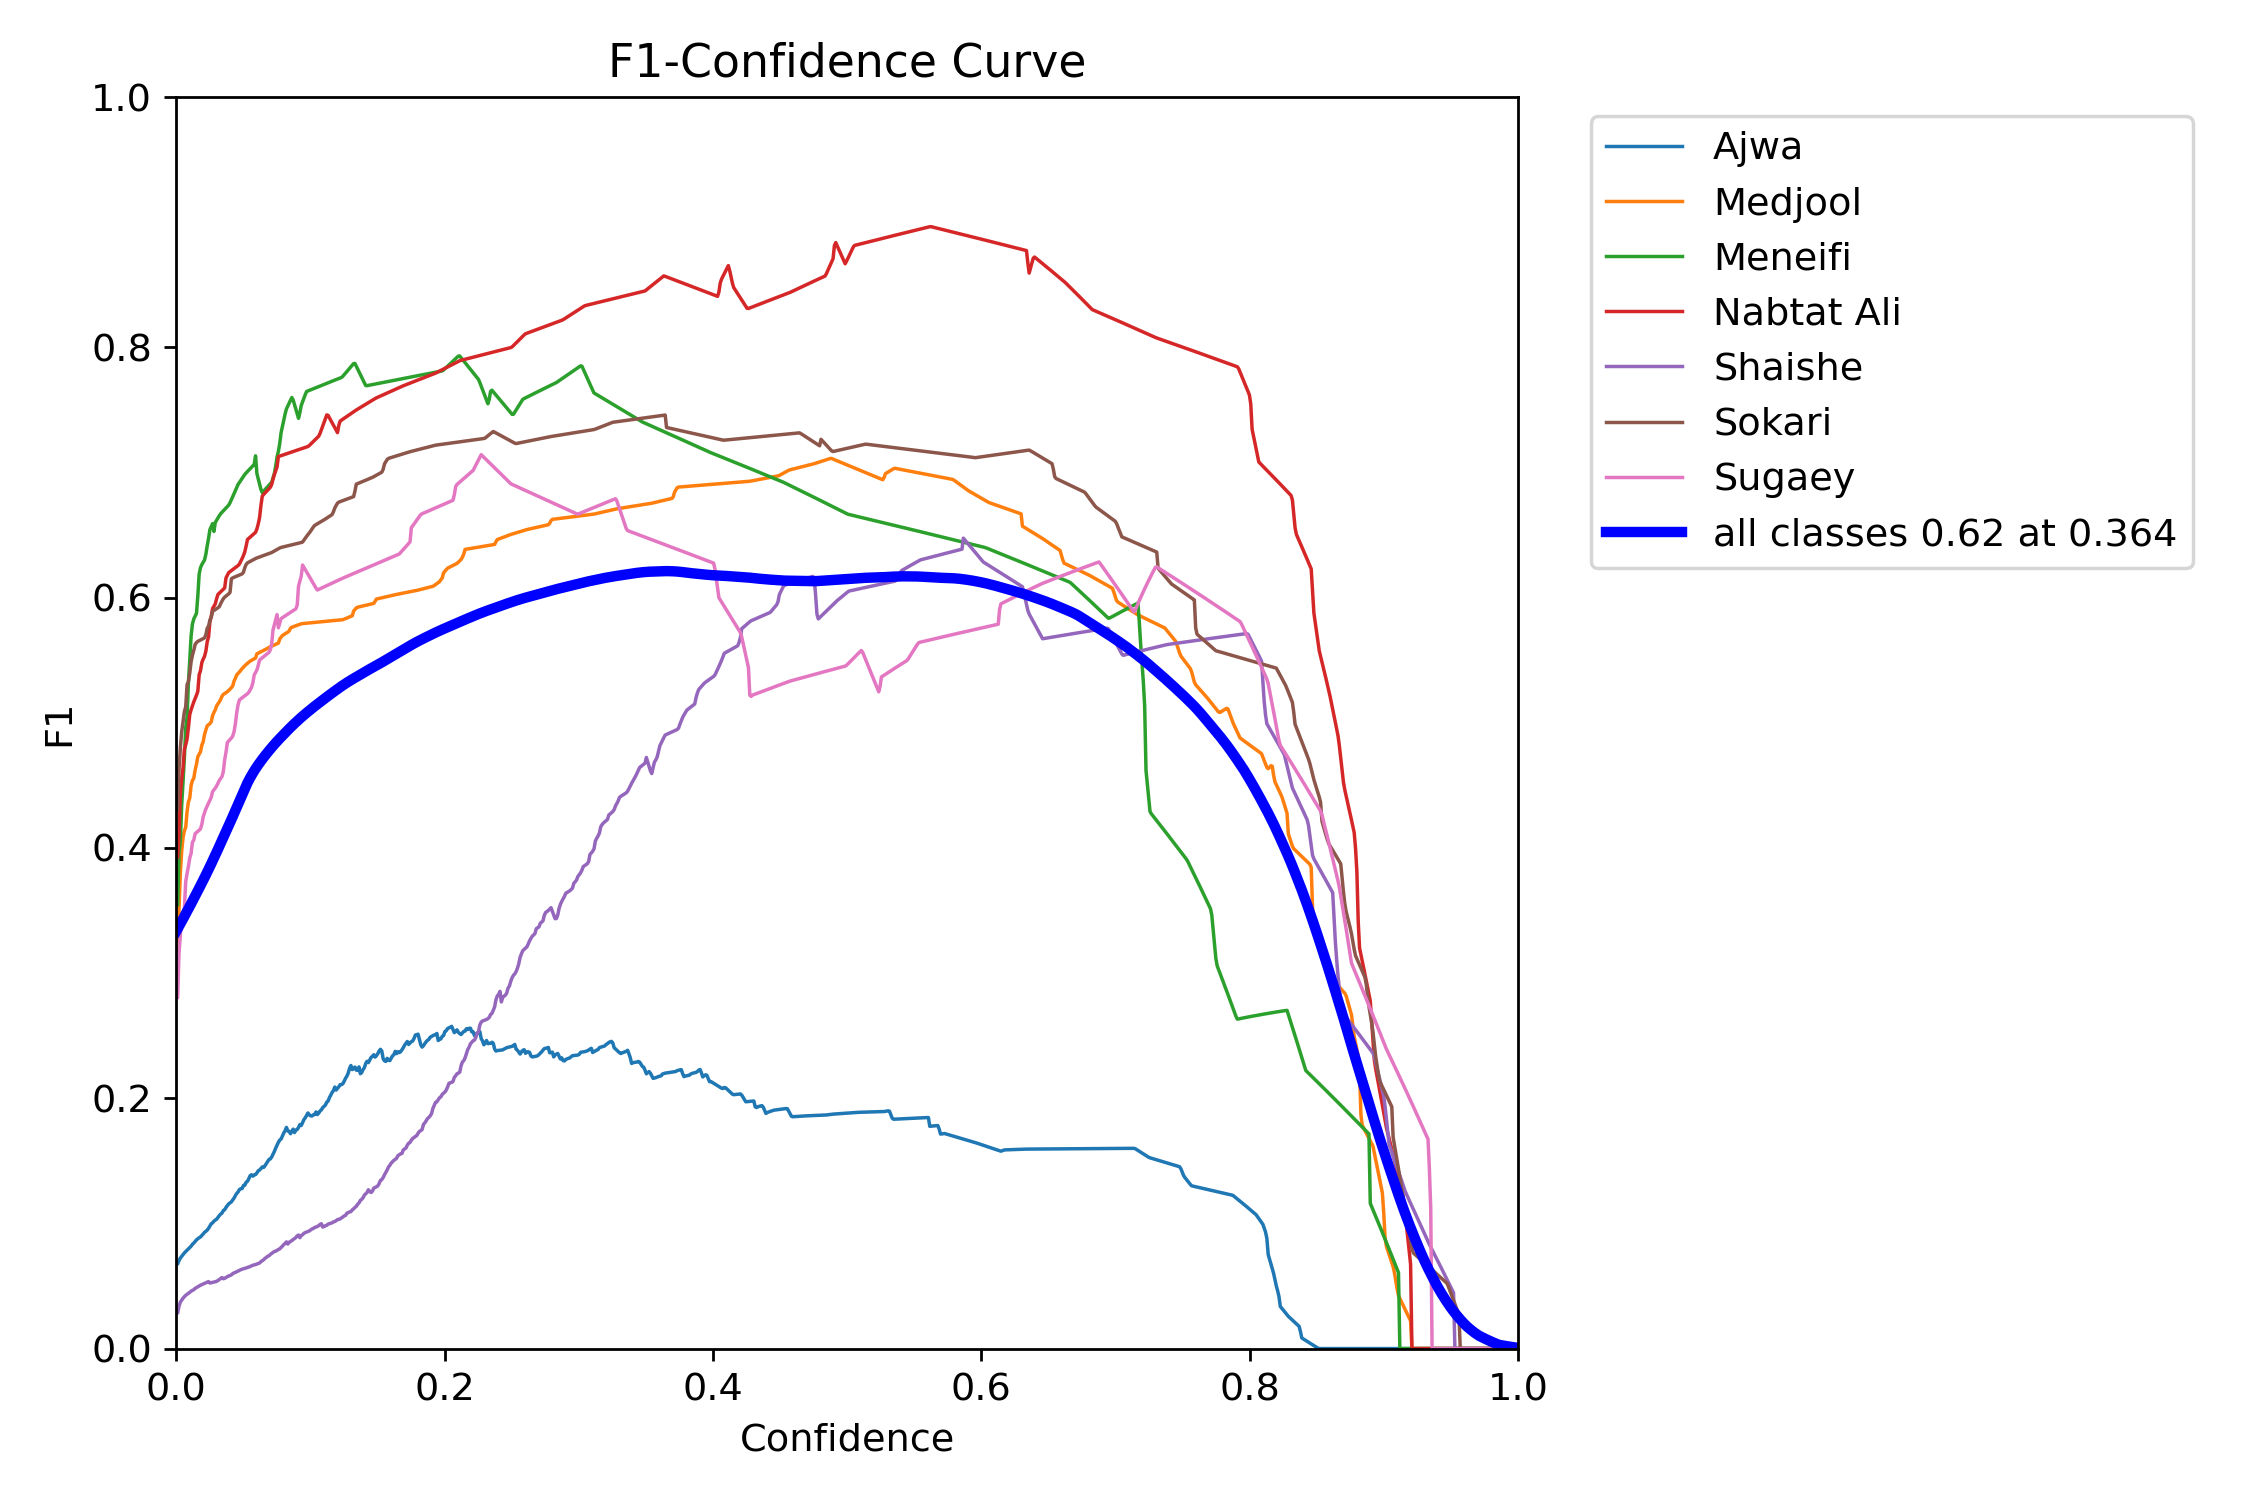 F1-Confidence Curve
1.0
0.8
0.6
0.4
0.2
0.0
F1
0.0 0.2 0.4 0.6 0.8 1.0
Confidence
Ajwa
Medjool
Meneifi
Nabtat Ali
Shaishe
Sokari
Sugaey
all classes 0.62 at 0.364